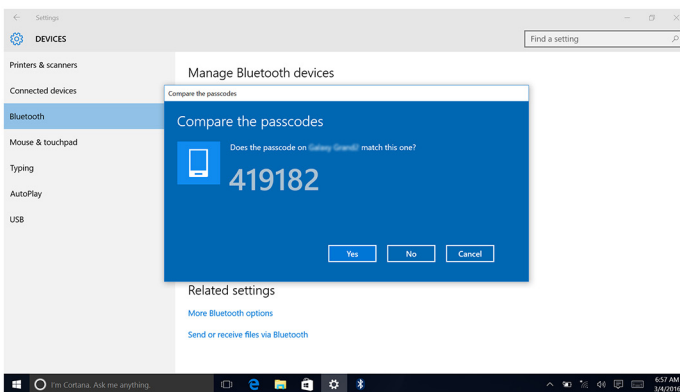 Settings
DEVICES
Find a setting
Printers & scanners
Connected devices
Bluetooth
Mouse & touchpad
Typing
AutoPlay
USB
Manage Bluetooth devices
Compare the passcodes
Compare the passcodes
Does the passcode on Galaxy Grand2 match this one?
419182
Yes No Cancel
Related settings
More Bluetooth options
Send or receive files via Bluetooth
I'm Cortana. Ask me anything.
6:57 AM
3/4/2016